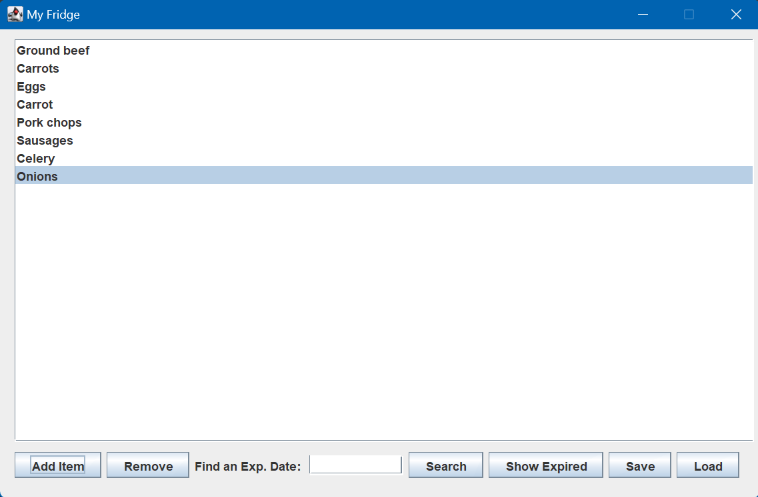 My Fridge
Ground beef
Carrots
Eggs
Carrot
Pork chops
Sausages
Celery
Onions
Add Item Remove Find an Exp. Date: Search Show Expired Save Load